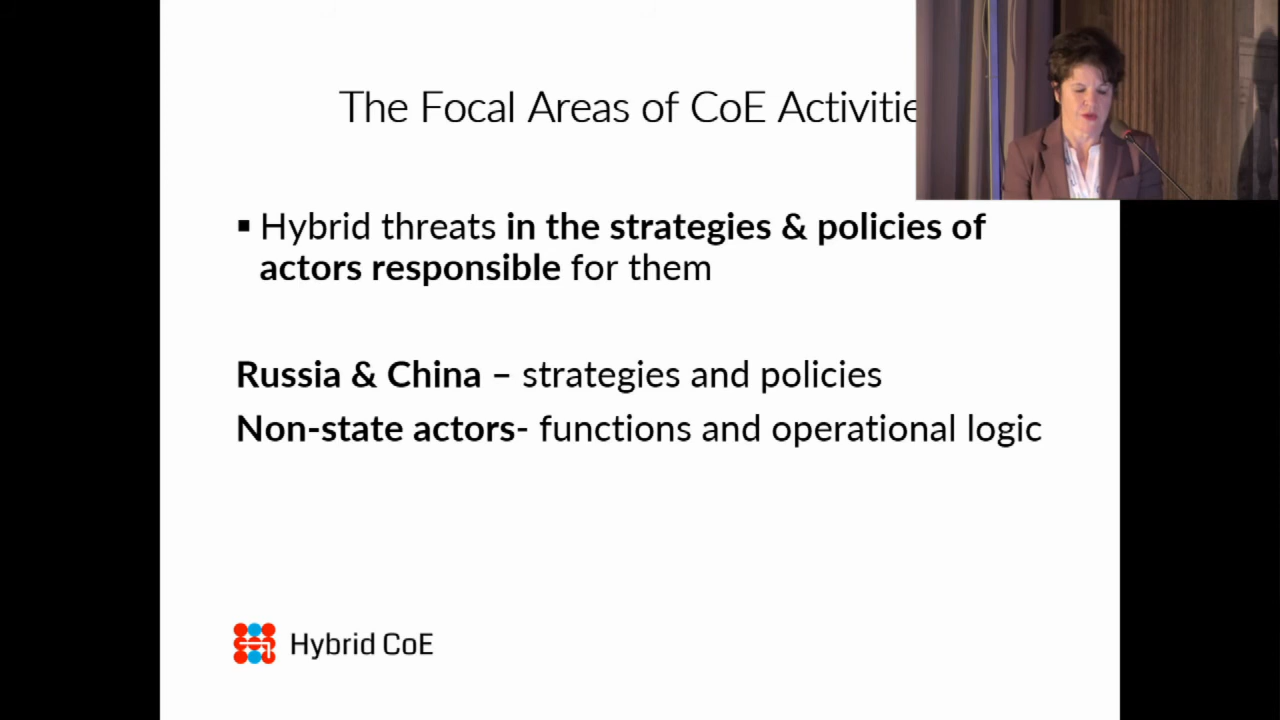 The Focal Areas of CoE Activitie
▪ Hybrid threats in the strategies & policies of
actors responsible for them
Russia & China – strategies and policies
Non-state actors- functions and operational logic
Hybrid CoE